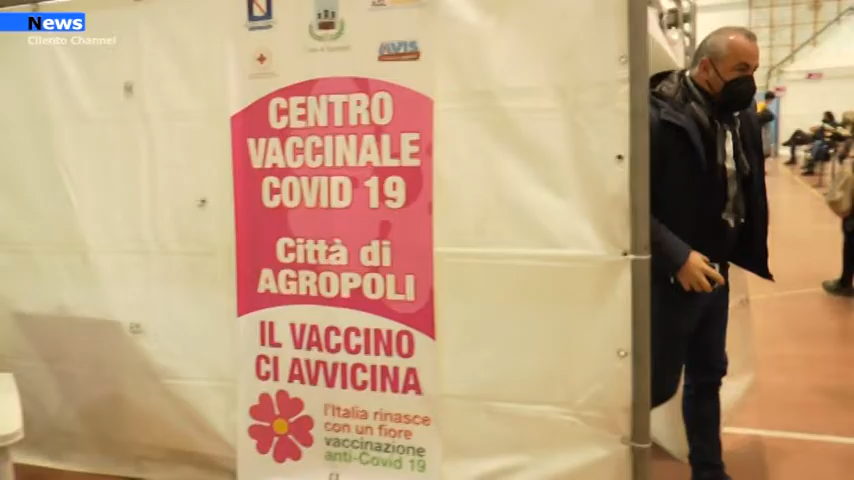 News
Cilento Channel
AVIS
CENTRO
VACCINALE
COVID 19
Città di
AGROPOLI
IL VACCINO
CI AVVICINA
l'Italia rinasce
con un fiore
vaccinazione
anti-Covid 19